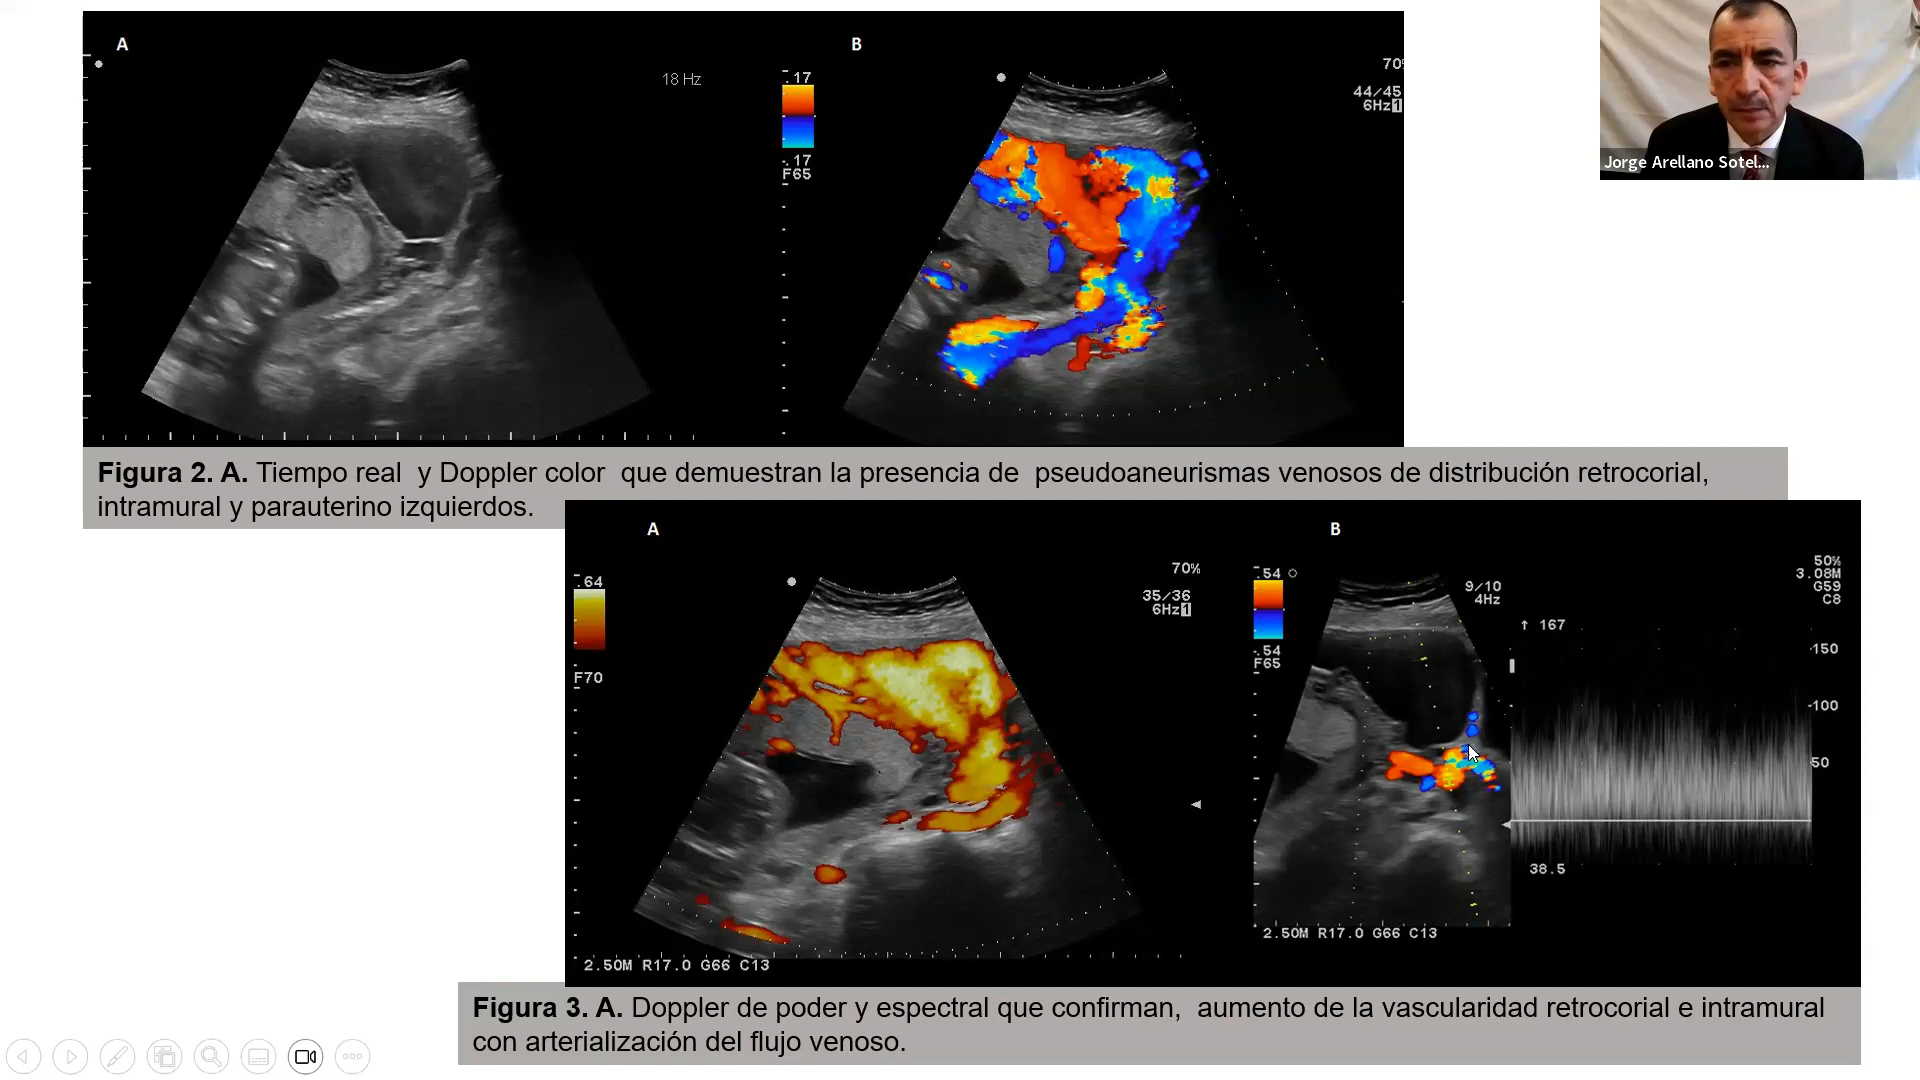 A
B
18 Hz
.17
-.17
F65
70%
44/45
6Hz1
Jorge Arellano Sotel...
Figura 2. A. Tiempo real y Doppler color que demuestran la presencia de pseudoaneurismas venosos de distribución retrocorial,
intramural y parauterino izquierdos.
A
B
.64
F70
70%
35/36
6Hz1
2.50M R17.0 G66 C13
.54
-.54
F65
9/10
4Hz
50%
3.08M
G59
C8
↑ 167
-150
-100
-50
38.5
2.50M R17.0 G66 C13
Figura 3. A. Doppler de poder y espectral que confirman, aumento de la vascularidad retrocorial e intramural
con arterialización del flujo venoso.